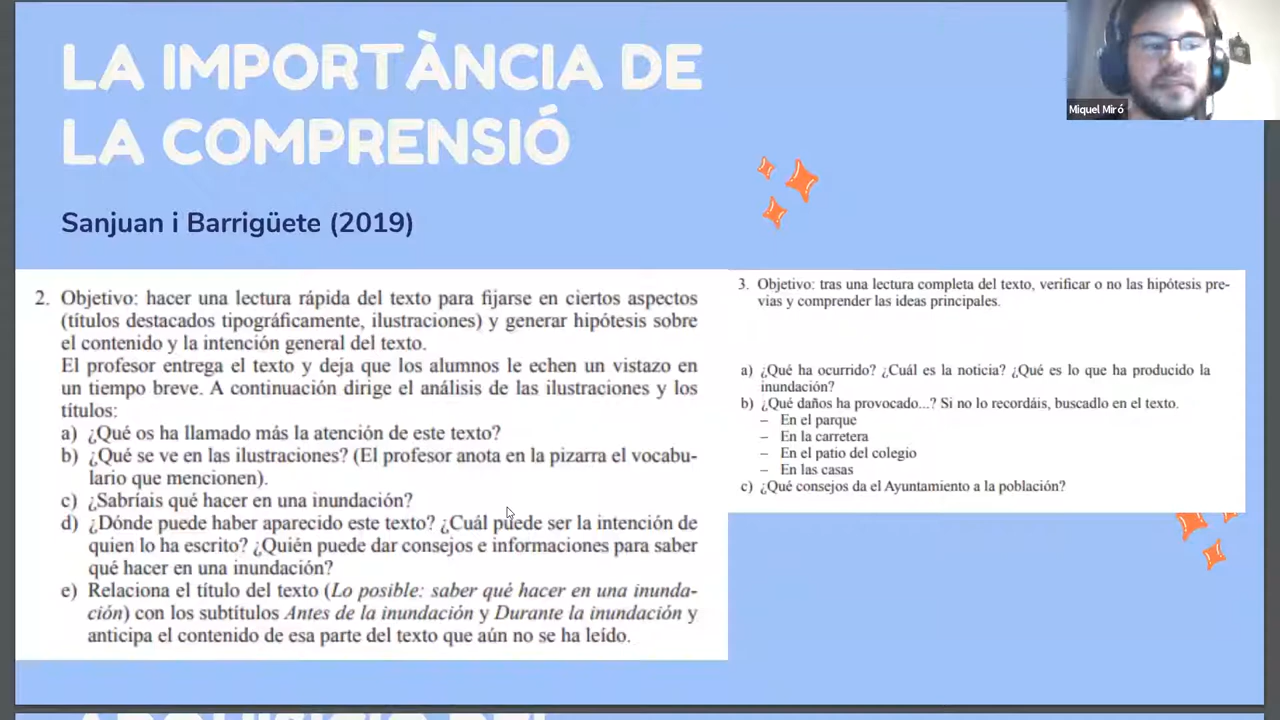 LA IMPORTÀNCIA DE
LA COMPRENSIÓ
Miquel Miró
Sanjuan i Barrigüete (2019)
2. Objetivo: hacer una lectura rápida del texto para fijarse en ciertos aspectos
(títulos destacados tipográficamente, ilustraciones) y generar hipótesis sobre
el contenido y la intención general del texto.
El profesor entrega el texto y deja que los alumnos le echen un vistazo en
un tiempo breve. A continuación dirige el análisis de las ilustraciones y los
títulos:
a) ¿Qué os ha llamado más la atención de este texto?
b) ¿Qué se ve en las ilustraciones? (El profesor anota en la pizarra el vocabu-
lario que mencionen).
c) ¿Sabríais qué hacer en una inundación?
d) ¿Dónde puede haber aparecido este texto? ¿Cuál puede ser la intención de
quien lo ha escrito? ¿Quién puede dar consejos e informaciones para saber
qué hacer en una inundación?
e) Relaciona el título del texto (Lo posible: saber qué hacer en una inunda-
ción) con los subtítulos Antes de la inundación y Durante la inundación y
anticipa el contenido de esa parte del texto que aún no se ha leído.
3. Objetivo: tras una lectura completa del texto, verificar o no las hipótesis pre-
vias y comprender las ideas principales.
a) ¿Qué ha ocurrido? ¿Cuál es la noticia? ¿Qué es lo que ha producido la
inundación?
b) ¿Qué daños ha provocado...? Si no lo recordáis, buscadlo en el texto.
– En el parque
– En la carretera
– En el patio del colegio
– En las casas
c) ¿Qué consejos da el Ayuntamiento a la población?